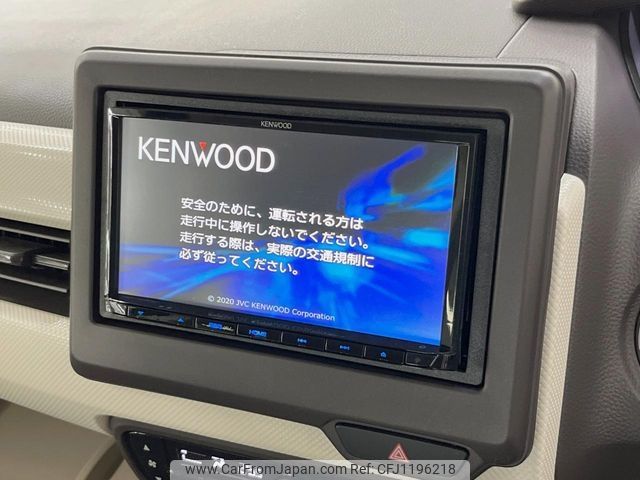 KENWOOD
KENWOOD
安全のために、運転される方は
走行中に操作しないでください。
走行する際は、実際の交通規制に
必ず従ってください。
© 2020 JVC KENWOOD Corporation
HOME
www.CarFromJapan.com - CFJ1196218